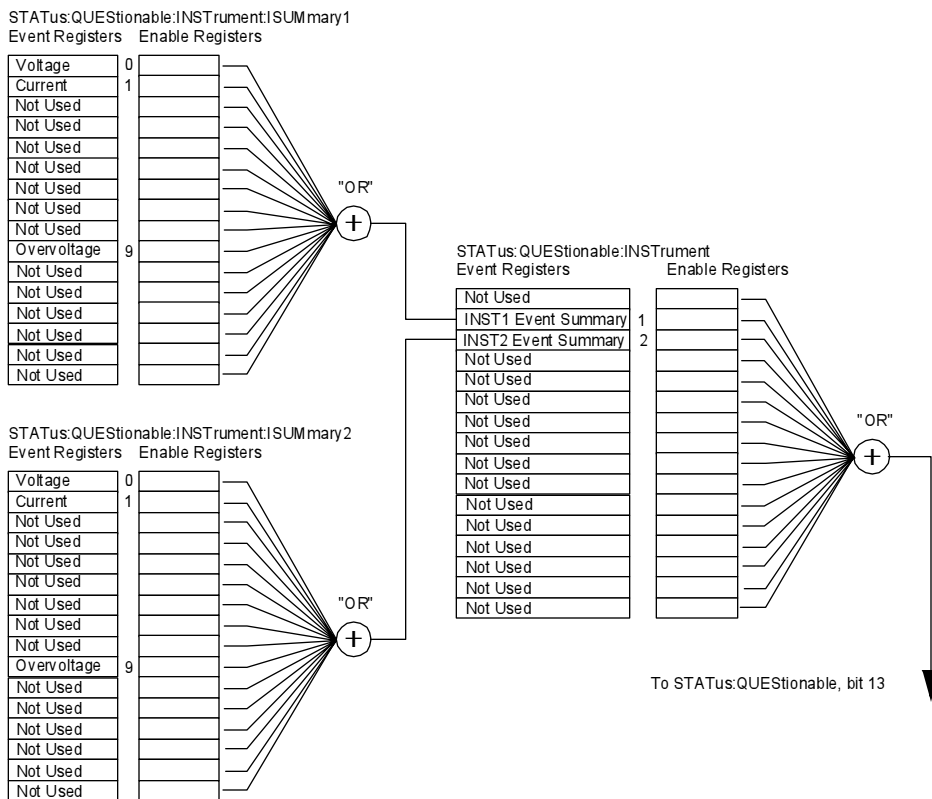 STATus:QUEStionable:INSTrument:ISUMmary1
Event Registers Enable Registers
Voltage 0
Current 1
Not Used
Not Used
Not Used
Not Used
Not Used
Not Used
Not Used
Overvoltage 9
Not Used
Not Used
Not Used
Not Used
Not Used
Not Used
"OR"
+
STATus:QUEStionable:INSTrument:ISUMmary2
Event Registers Enable Registers
Voltage 0
Current 1
Not Used
Not Used
Not Used
Not Used
Not Used
Not Used
Not Used
Overvoltage 9
Not Used
Not Used
Not Used
Not Used
Not Used
Not Used
"OR"
+
STATus:QUEStionable:INSTrument
Event Registers Enable Registers
Not Used
INST1 Event Summary 1
INST2 Event Summary 2
Not Used
Not Used
Not Used
Not Used
Not Used
Not Used
Not Used
Not Used
Not Used
Not Used
Not Used
Not Used
Not Used
"OR"
+
To STATus:QUEStionable, bit 13